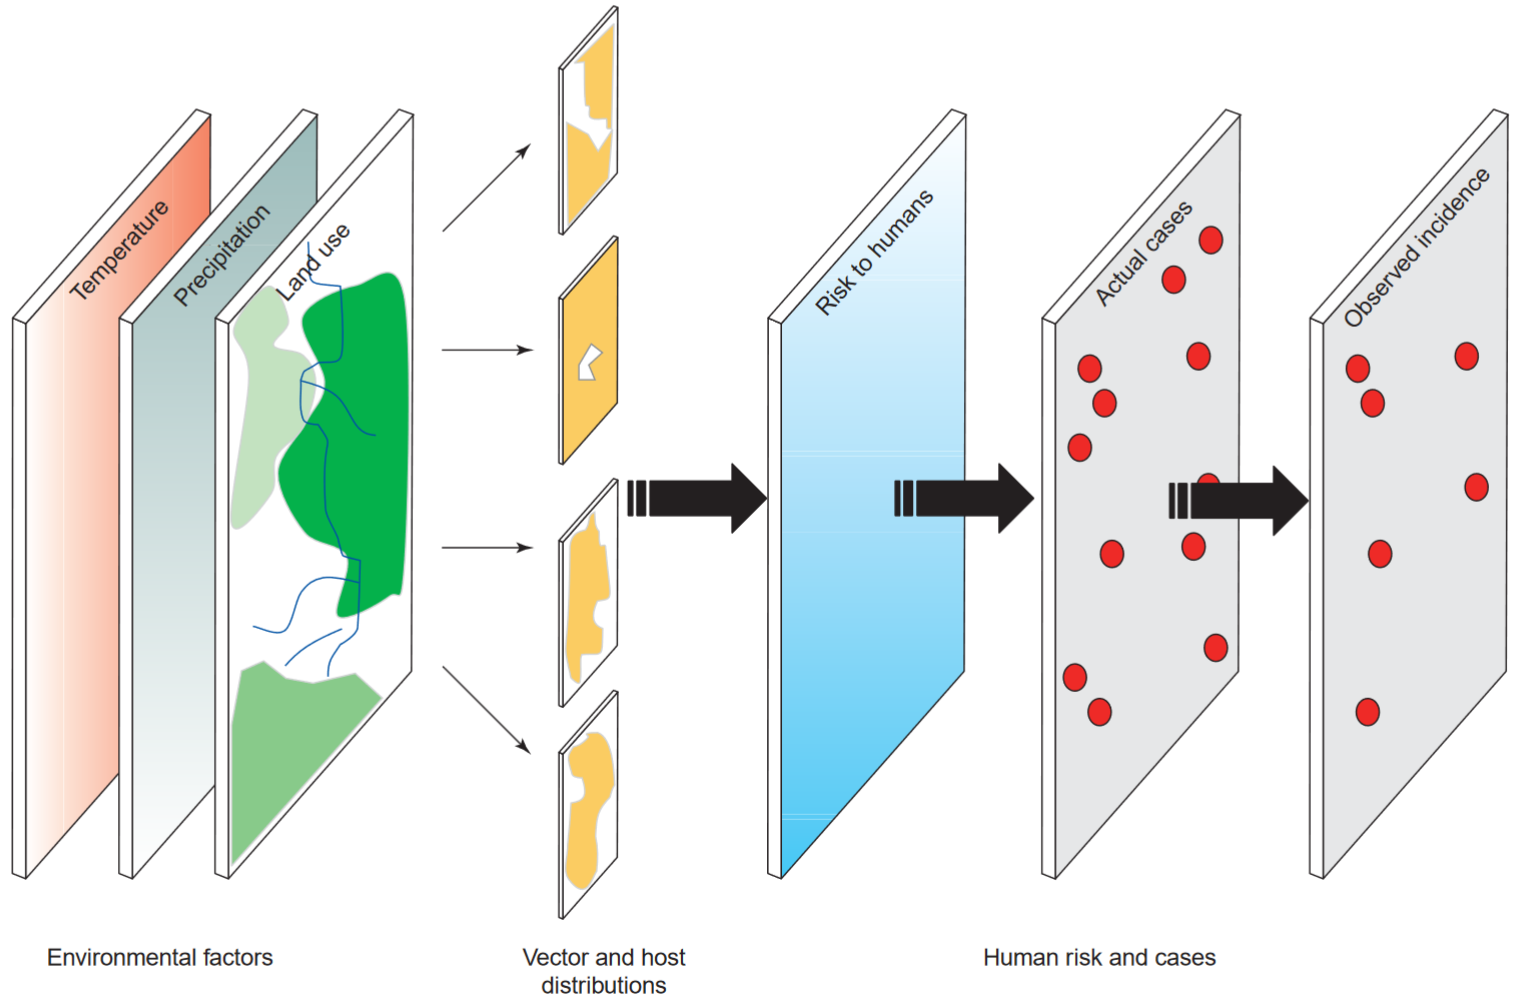 Temperature
Precipitation
Land use
Risk to humans
Actual cases
Observed incidence
Environmental factors
Vector and host
distributions
Human risk and cases